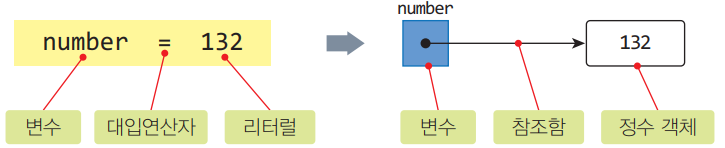 number = 132
변수
대입연산자
리터럴
number
132
변수
참조함
정수 객체